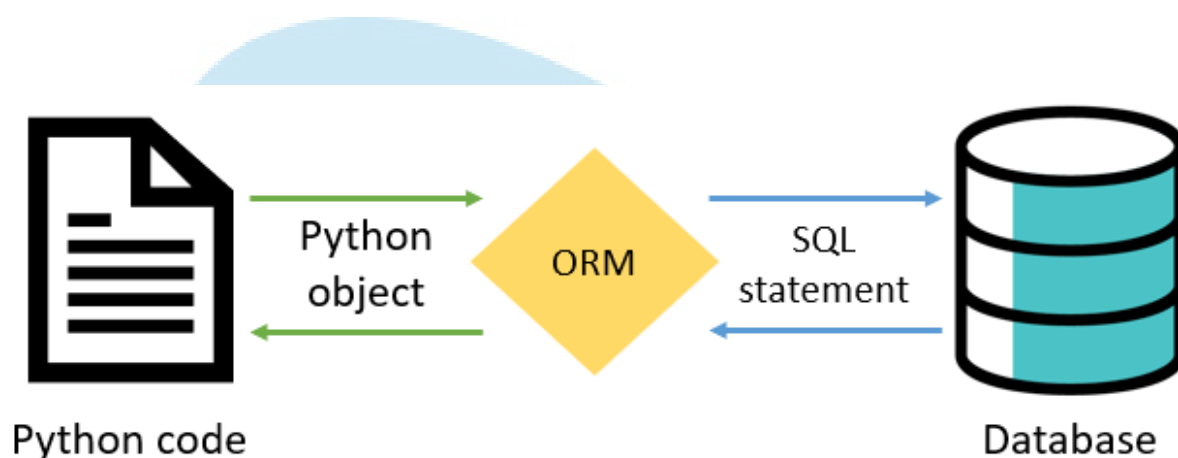 Python
object
ORM
SQL
statement
Python code
Database